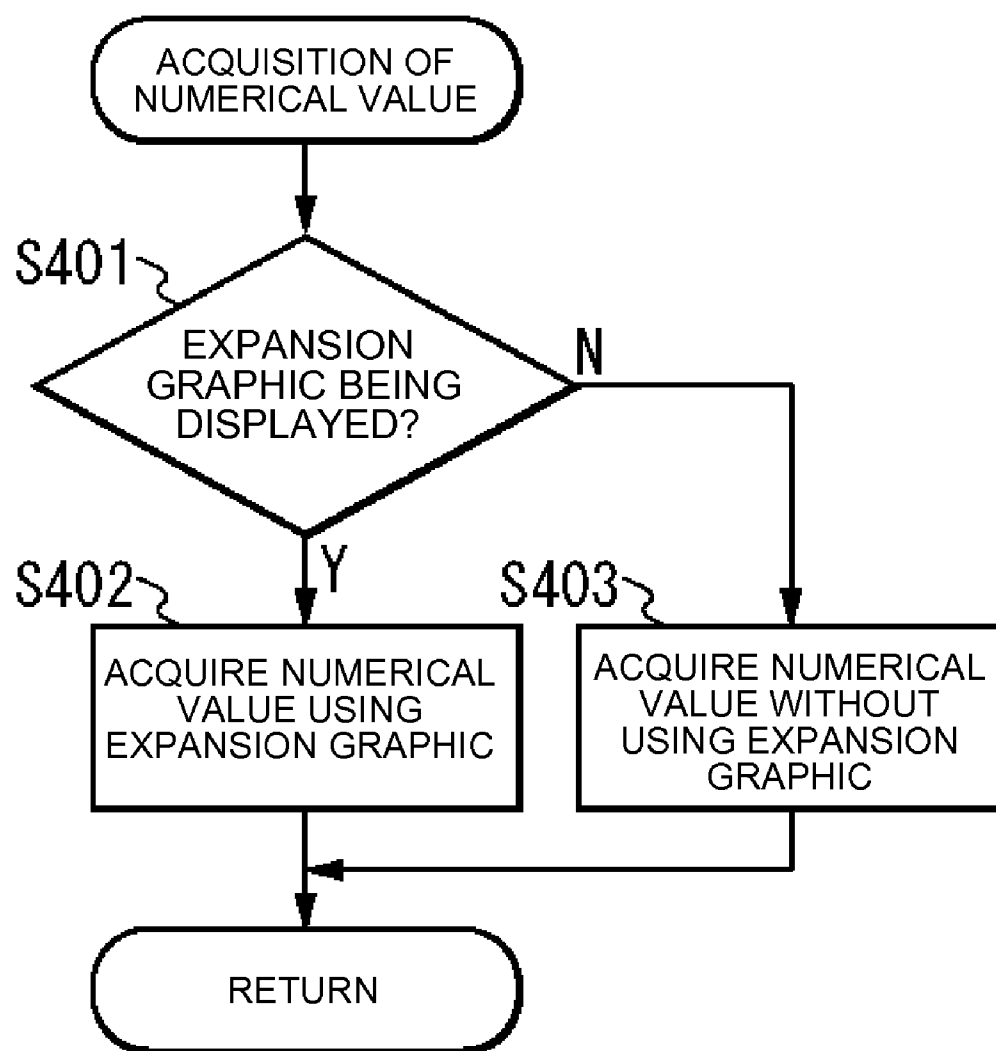 ACQUISITION OF
NUMERICAL VALUE
S401
EXPANSION
GRAPHIC BEING
DISPLAYED?
N
Y
S402
ACQUIRE NUMERICAL
VALUE USING
EXPANSION GRAPHIC
S403
ACQUIRE NUMERICAL
VALUE WITHOUT
USING EXPANSION
GRAPHIC
RETURN